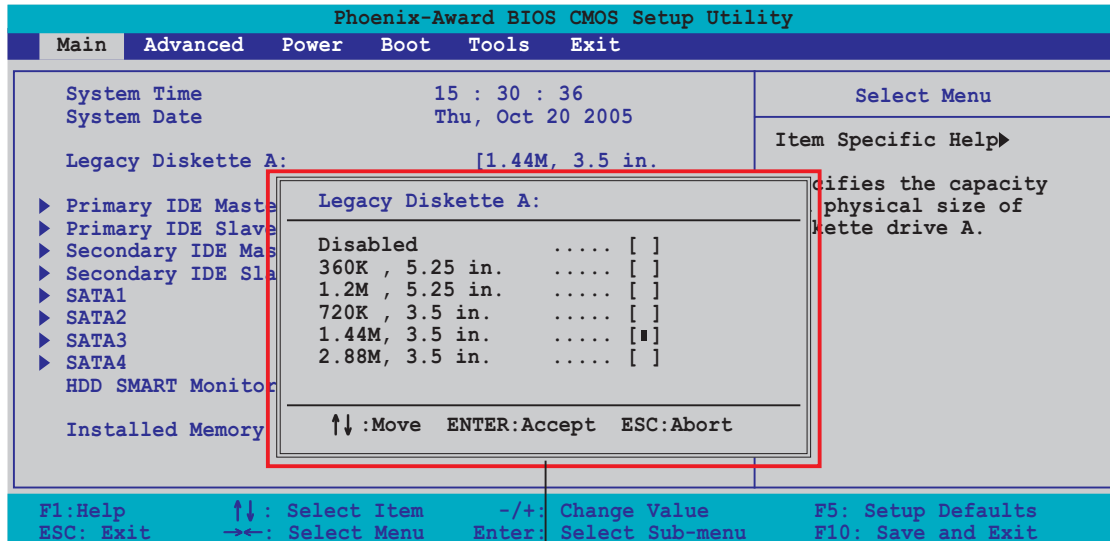 Phoenix-Award BIOS CMOS Setup Utility
Main Advanced Power Boot Tools Exit
System Time 15 : 30 : 36
System Date Thu, Oct 20 2005
Legacy Diskette A: [1.44M, 3.5 in.
Primary IDE Maste
Primary IDE Slave
Secondary IDE Mas
Secondary IDE Sla
SATA1
SATA2
SATA3
SATA4
HDD SMART Monitor
Installed Memory
Legacy Diskette A:
Disabled ..... [ ]
360K , 5.25 in. ..... [ ]
1.2M , 5.25 in. ..... [ ]
720K , 3.5 in. ..... [ ]
1.44M, 3.5 in. ..... [▮]
2.88M, 3.5 in. ..... [ ]
↑↓ :Move ENTER:Accept ESC:Abort
Select Menu
Item Specific Help▶
cifies the capacity
physical size of
kette drive A.
F1:Help ↑↓ : Select Item -/+: Change Value F5: Setup Defaults
ESC: Exit →←: Select Menu Enter: Select Sub-menu F10: Save and Exit